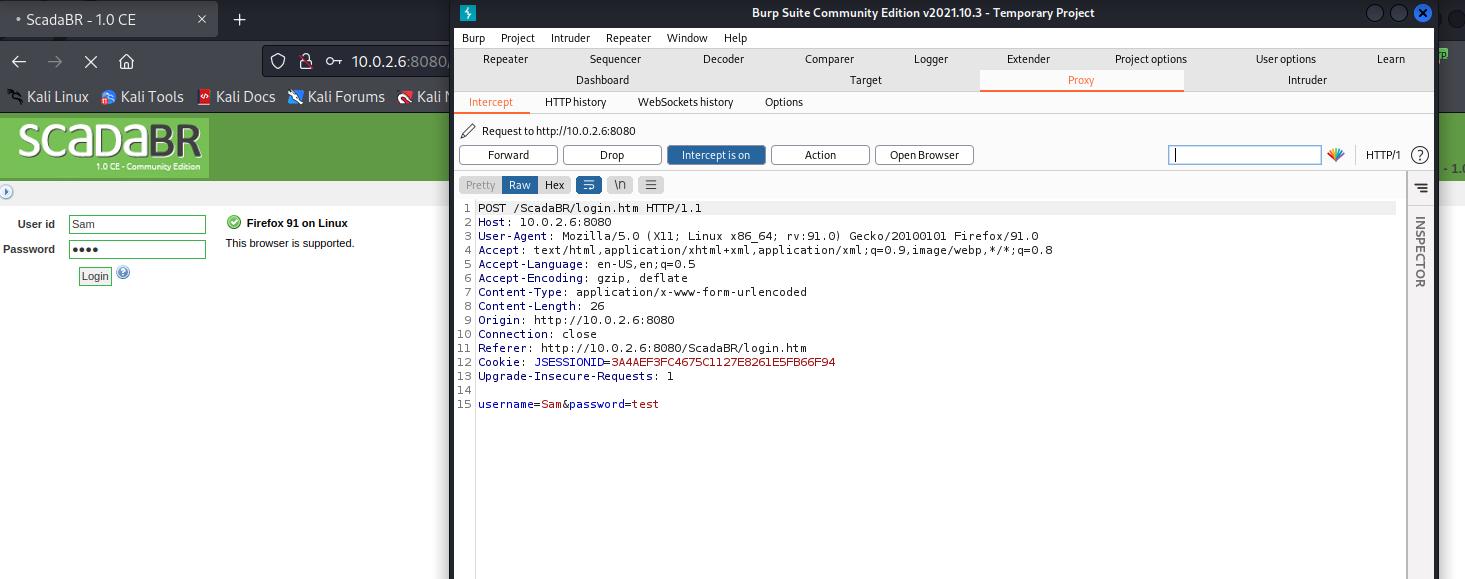 ScadaBR - 1.0 CE
10.0.2.6:8080/
Kali Linux
Kali Tools
Kali Docs
Kali Forums
Kali
ScadaBR
1.0 CE - Community Edition
User id
Sam
Password
••••
Login
Firefox 91 on Linux
This browser is supported.
Burp Suite Community Edition v2021.10.3 - Temporary Project
Burp Project Intruder Repeater Window Help
Repeater Sequencer Decoder Comparer Logger Extender Project options User options Learn
Dashboard Target Proxy Intruder
Intercept HTTP history WebSockets history Options
Request to http://10.0.2.6:8080
Forward Drop Intercept is on Action Open Browser HTTP/1 ?
Pretty Raw Hex \n
1 POST /ScadaBR/login.htm HTTP/1.1
2 Host: 10.0.2.6:8080
3 User-Agent: Mozilla/5.0 (X11; Linux x86_64; rv:91.0) Gecko/20100101 Firefox/91.0
4 Accept: text/html,application/xhtml+xml,application/xml;q=0.9,image/webp,*/*;q=0.8
5 Accept-Language: en-US,en;q=0.5
6 Accept-Encoding: gzip, deflate
7 Content-Type: application/x-www-form-urlencoded
8 Content-Length: 26
9 Origin: http://10.0.2.6:8080
10 Connection: close
11 Referer: http://10.0.2.6:8080/ScadaBR/login.htm
12 Cookie: JSESSIONID=3A4AEF3FC4675C1127E8261E5FB66F94
13 Upgrade-Insecure-Requests: 1
14
15 username=Sam&password=test
INSPECTOR